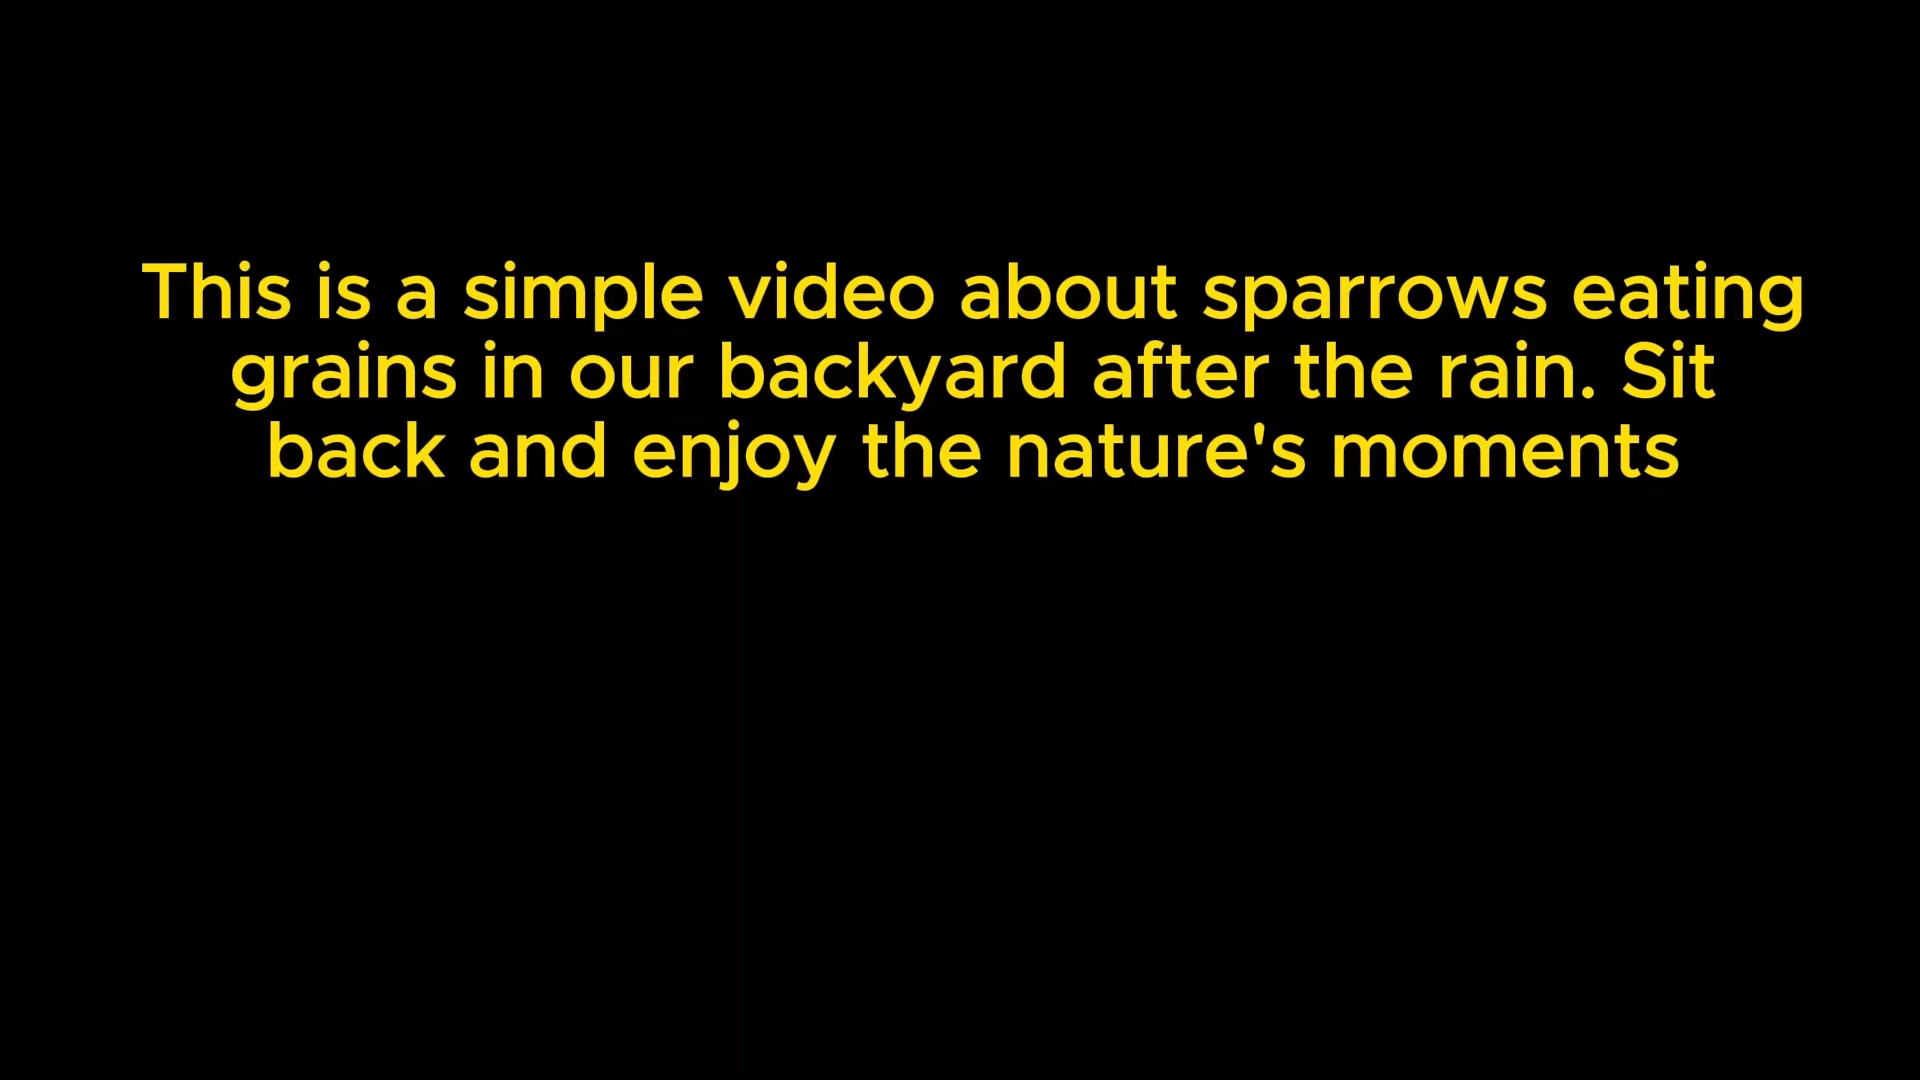 This is a simple video about sparrows eating
grains in our backyard after the rain. Sit
back and enjoy the nature's moments